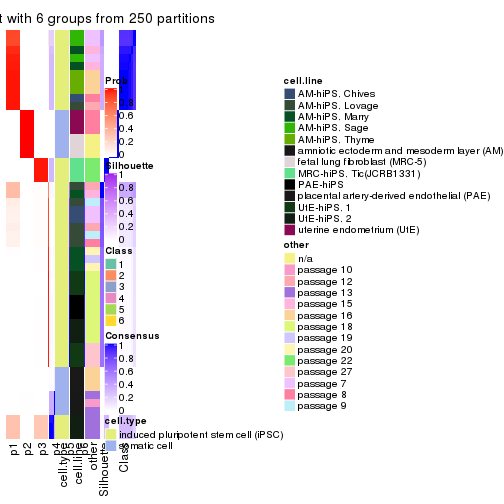 t with 6 groups from 250 partitions
Prob
1
0.8
0.6
0.4
0.2
0
Silhouette
1
0.8
0.6
0.4
0.2
0
Class
1
2
3
4
5
6
Consensus
1
0.8
0.6
0.4
0.2
0
cell.type
induced pluripotent stem cell (iPSC)
somatic cell
cell.line
AM-hiPS. Chives
AM-hiPS. Lovage
AM-hiPS. Marry
AM-hiPS. Sage
AM-hiPS. Thyme
amniotic ectoderm and mesoderm layer (AM)
fetal lung fibroblast (MRC-5)
MRC-hiPS. Tic(JCRB1331)
PAE-hiPS
placental artery-derived endothelial (PAE)
UtE-hiPS. 1
UtE-hiPS. 2
uterine endometrium (UtE)
other
n/a
passage 10
passage 12
passage 13
passage 15
passage 16
passage 18
passage 19
passage 20
passage 22
passage 27
passage 7
passage 8
passage 9
p1
p2
p3
p4
p5
p6
cell.type
cell.line
other
Silhouette
Class